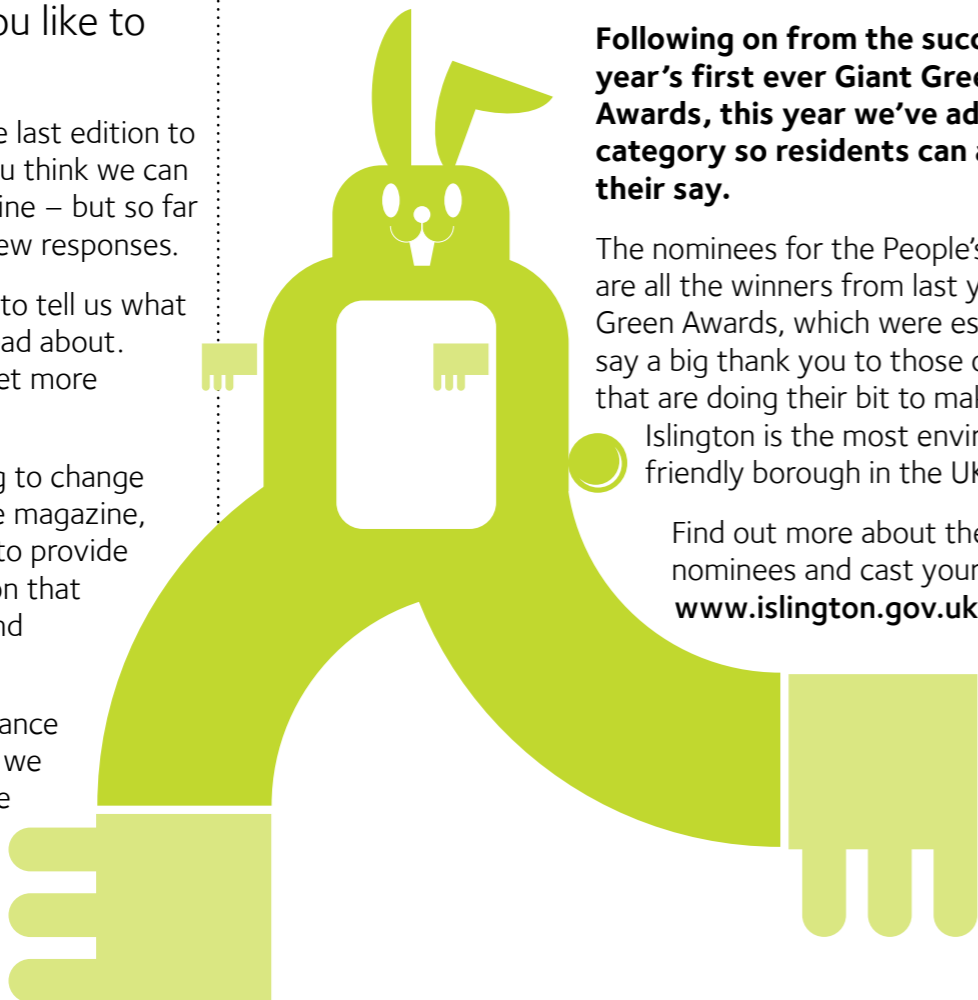 ou like to
e last edition to
u think we can
ine – but so far
ew responses.
to tell us what
ad about.
et more
g to change
e magazine,
to provide
on that
nd
ance
we
e
Following on from the succ
year’s first ever Giant Gree
Awards, this year we’ve ad
category so residents can a
their say.
The nominees for the People’s
are all the winners from last y
Green Awards, which were es
say a big thank you to those o
that are doing their bit to mak
Islington is the most envir
friendly borough in the UK
Find out more about the
nominees and cast your
www.islington.gov.uk